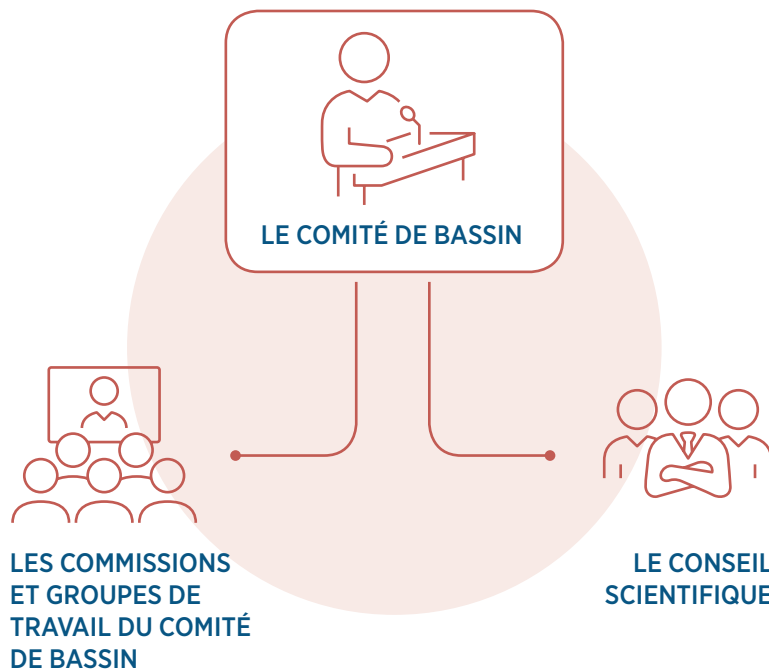 LE COMITÉ DE BASSIN
LES COMMISSIONS
ET GROUPES DE
TRAVAIL DU COMITÉ
DE BASSIN
LE CONSEIL
SCIENTIFIQUE